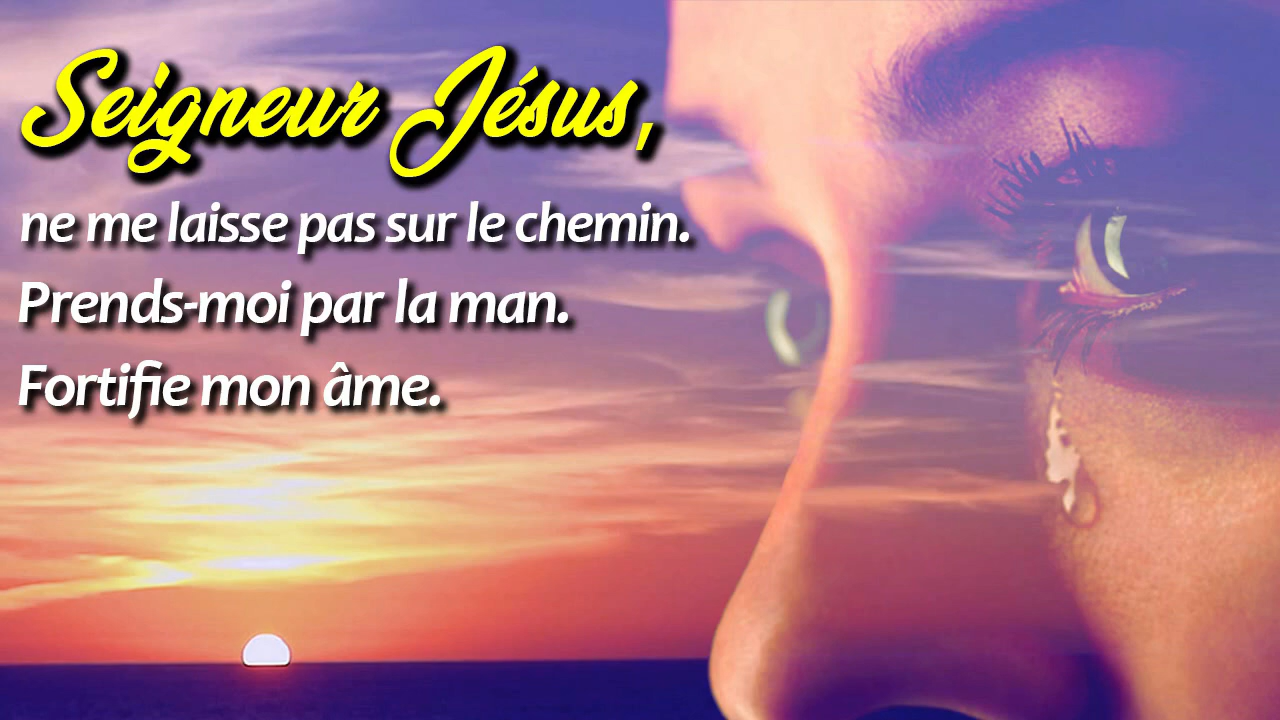 Seigneur Jésus,
ne me laisse pas sur le chemin.
Prends-moi par la man.
Fortifie mon âme.